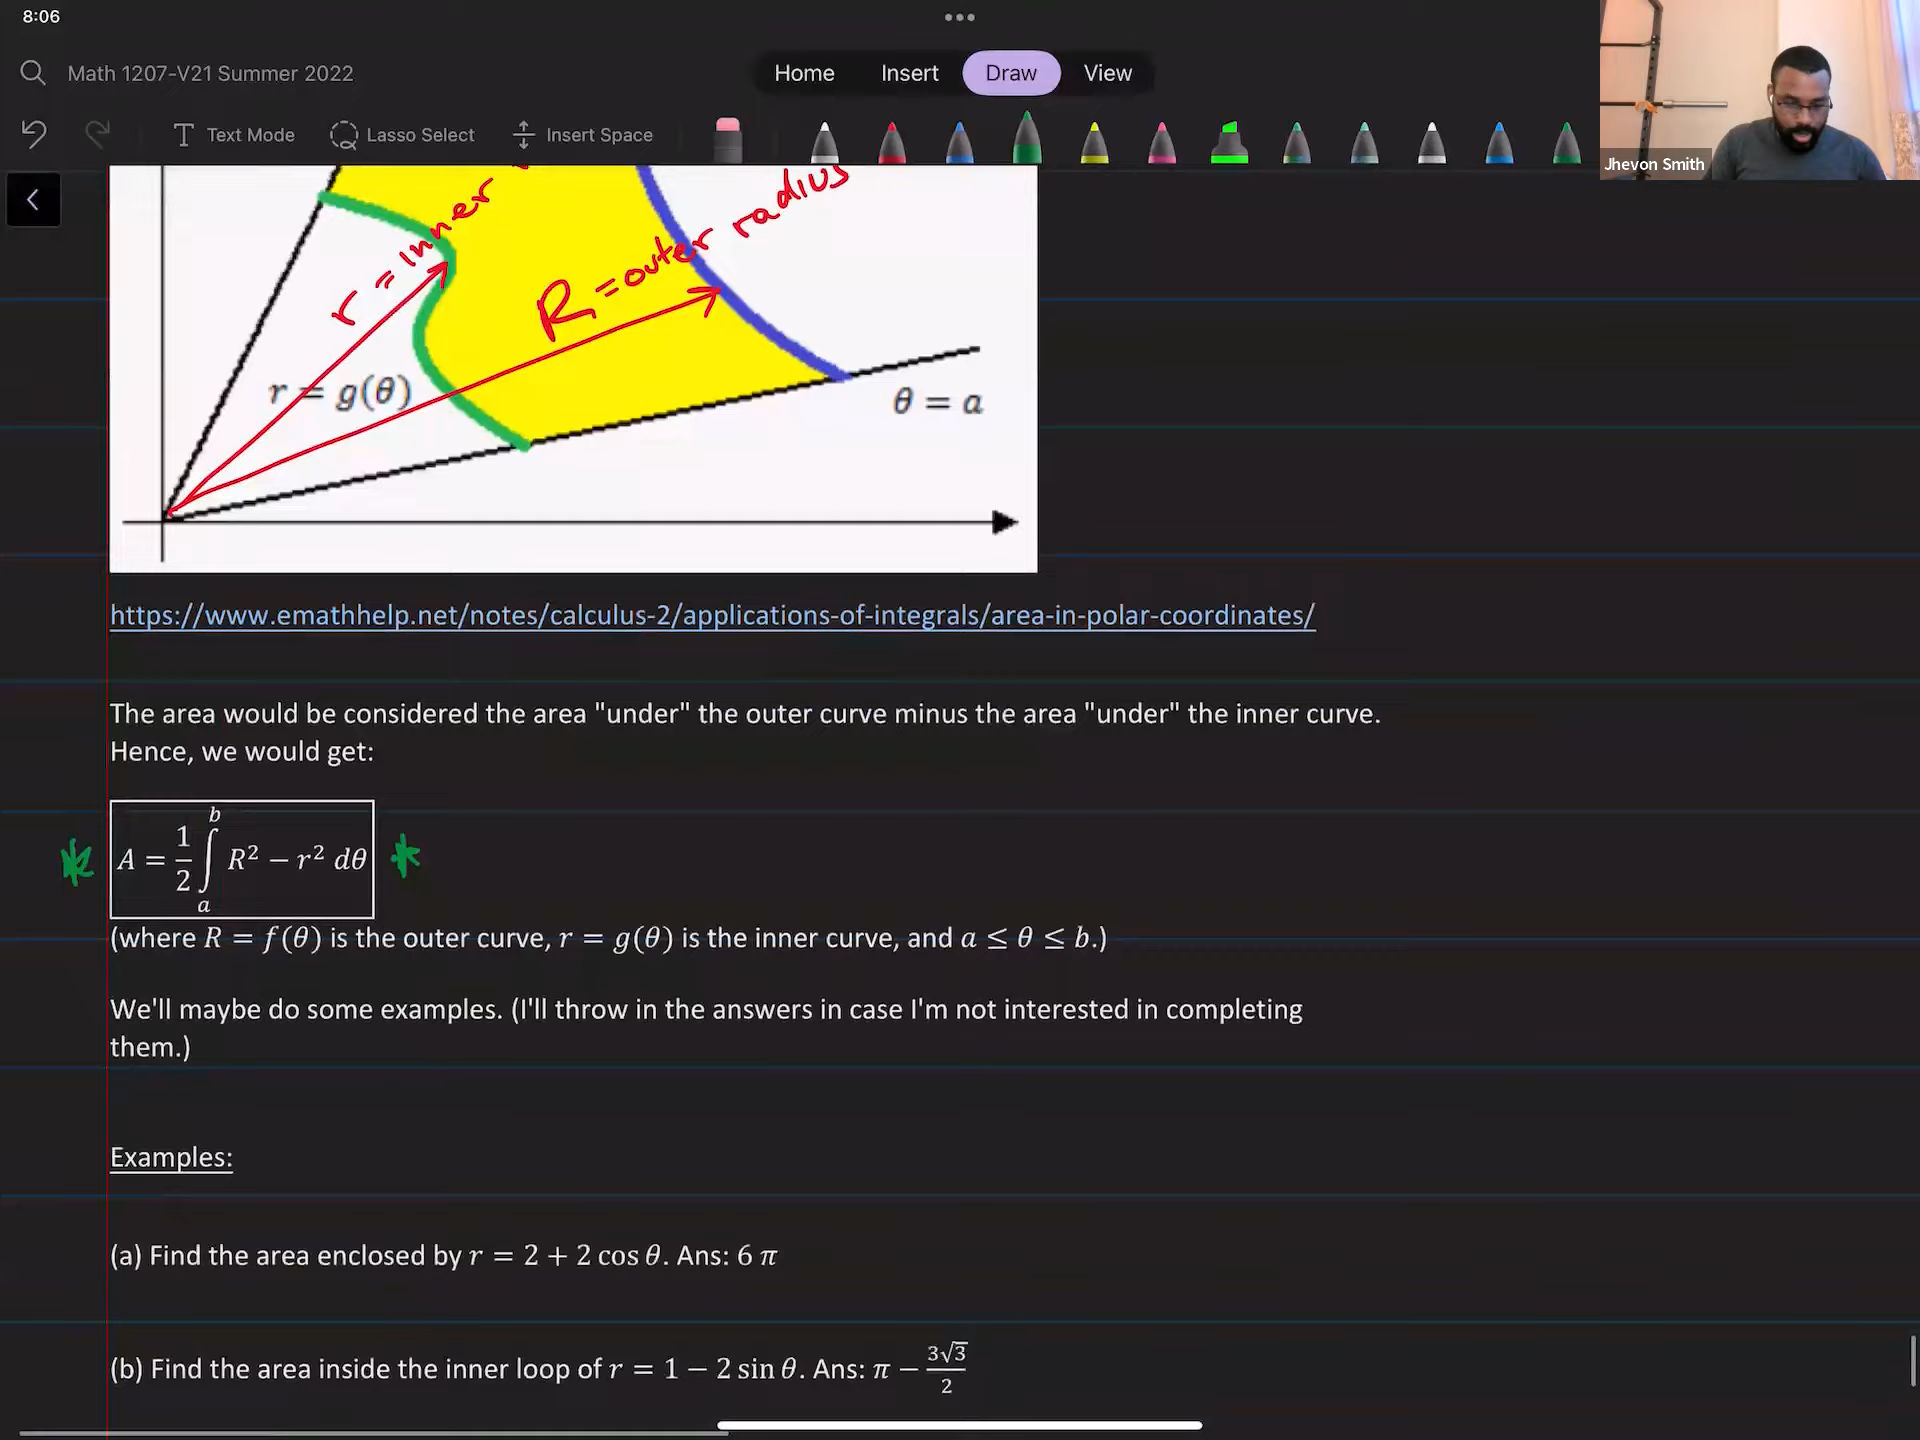 8:06
Math 1207-V21 Summer 2022
Home Insert Draw View
Text Mode Lasso Select Insert Space
Jhevon Smith
r = inner
R = outer radius
r = g(θ)
θ = a
https://www.emathhelp.net/notes/calculus-2/applications-of-integrals/area-in-polar-coordinates/
The area would be considered the area "under" the outer curve minus the area "under" the inner curve.
Hence, we would get:
A = 1/2 ∫_a^b R² − r² dθ
(where R = f(θ) is the outer curve, r = g(θ) is the inner curve, and a ≤ θ ≤ b.)
We'll maybe do some examples. (I'll throw in the answers in case I'm not interested in completing
them.)
Examples:
(a) Find the area enclosed by r = 2 + 2 cos θ. Ans: 6 π
(b) Find the area inside the inner loop of r = 1 − 2 sin θ. Ans: π − 3√3/2